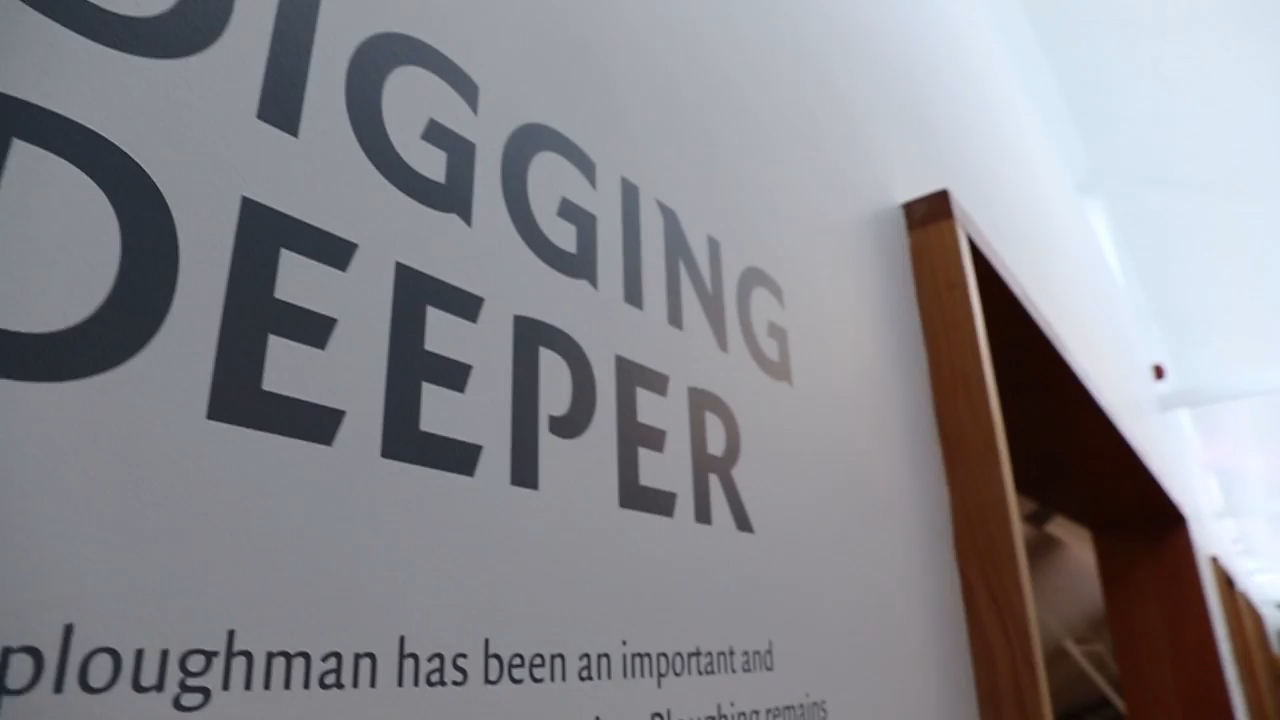 DIGGING
DEEPER
ploughman has been an important and
Ploughing remains